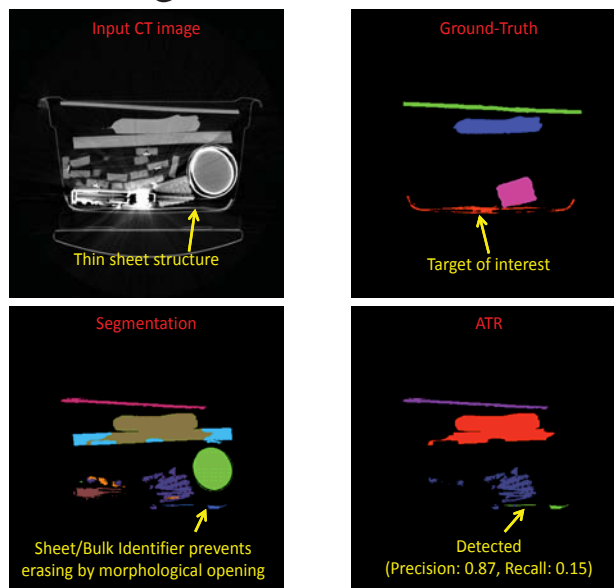 Input CT image
Ground-Truth
Thin sheet structure
Target of interest
Segmentation
ATR
Sheet/Bulk Identifier prevents
erasing by morphological opening
Detected
(Precision: 0.87, Recall: 0.15)